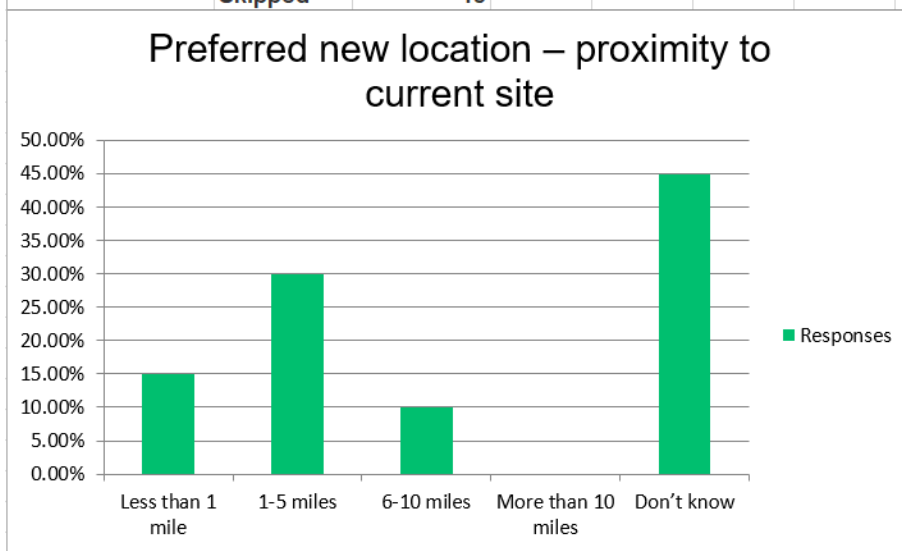 Preferred new location – proximity to
current site
50.00%
45.00%
40.00%
35.00%
30.00%
25.00%
20.00%
15.00%
10.00%
5.00%
0.00%
Responses
Less than 1 1-5 miles 6-10 miles More than 10 Don’t know
mile miles